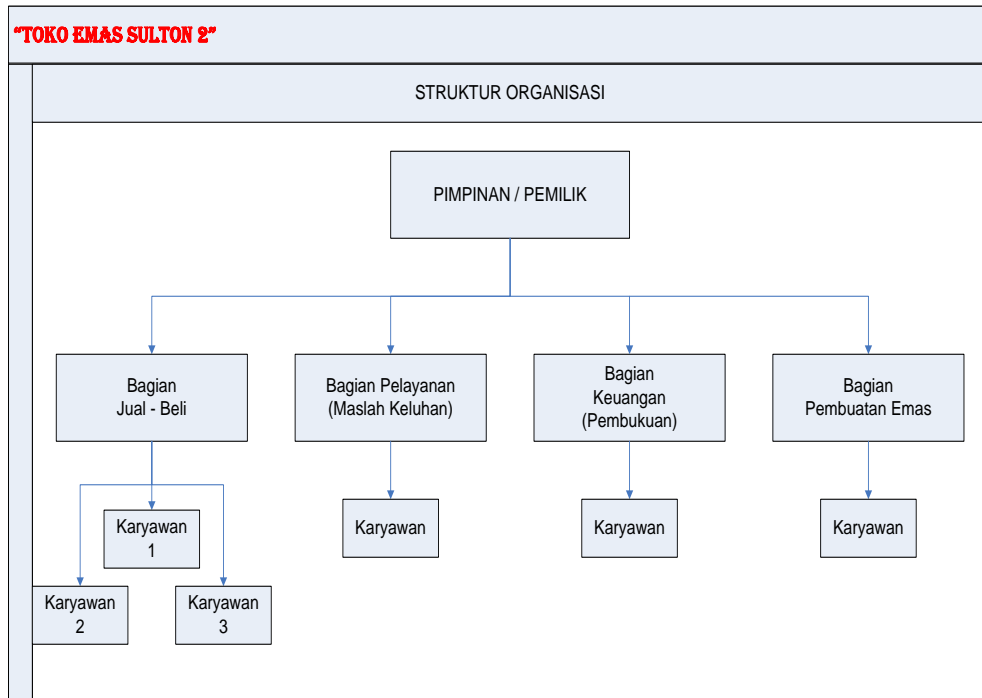 "TOKO EMAS SULTON 2"
STRUKTUR ORGANISASI
PIMPINAN / PEMILIK
Bagian
Jual - Beli
Bagian Pelayanan
(Maslah Keluhan)
Bagian
Keuangan
(Pembukuan)
Bagian
Pembuatan Emas
Karyawan
1
Karyawan
2
Karyawan
3
Karyawan
Karyawan
Karyawan